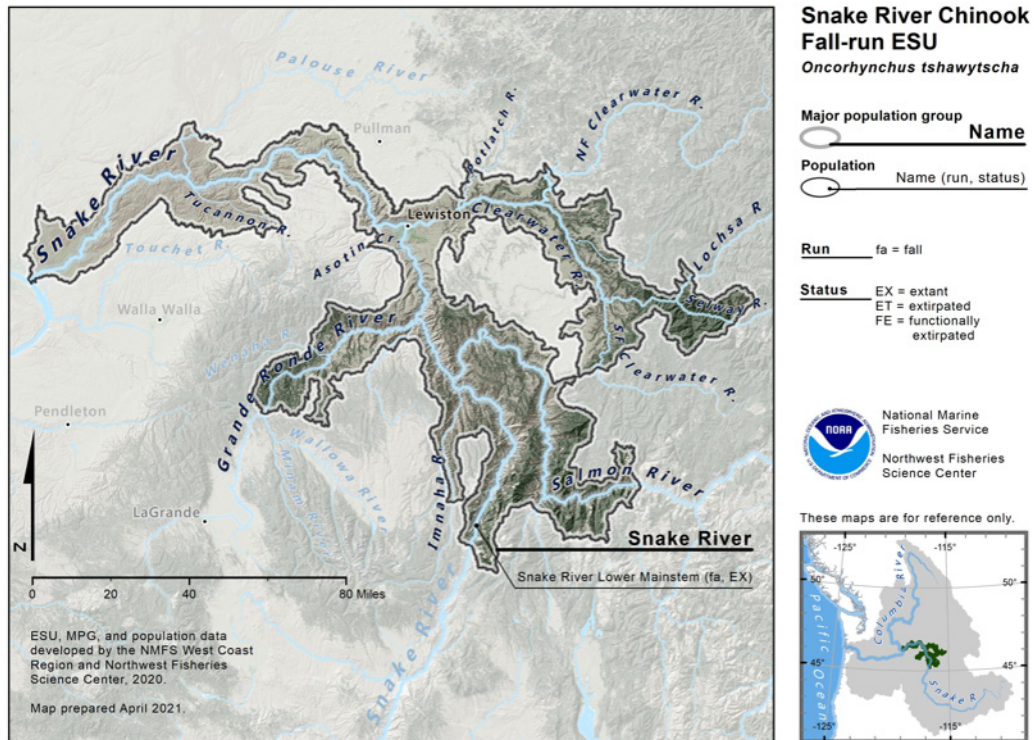 Snake River Chinook
Fall-run ESU
Oncorhynchus tshawytscha
Major population group
Name
Population
Name (run, status)
Run
fa = fall
Status
EX = extant
ET = extirpated
FE = functionally
extirpated
NOAA
National Marine
Fisheries Service
Northwest Fisheries
Science Center
These maps are for reference only.
-125°
-115°
50°
50°
Columbia River
Pacific Ocean
45°
45°
Snake R.
-125°
-115°
Palouse River
Pullman
Potlatch R.
NF Clearwater R.
Snake River
Tucannon R.
Lewiston
Clearwater R.
Lochsa R.
Touchet R.
Asotin Cr.
Selway R.
Walla Walla
Wenaha R.
SF Clearwater R.
Pendleton
Grande Ronde River
Wallowa River
Minam River
Imnaha R.
Salmon River
LaGrande
Snake River
Snake River Lower Mainstem (fa, EX)
Snake River
N
0 10 20 40 80 Miles
ESU, MPG, and population data
developed by the NMFS West Coast
Region and Northwest Fisheries
Science Center, 2020.
Map prepared April 2021.